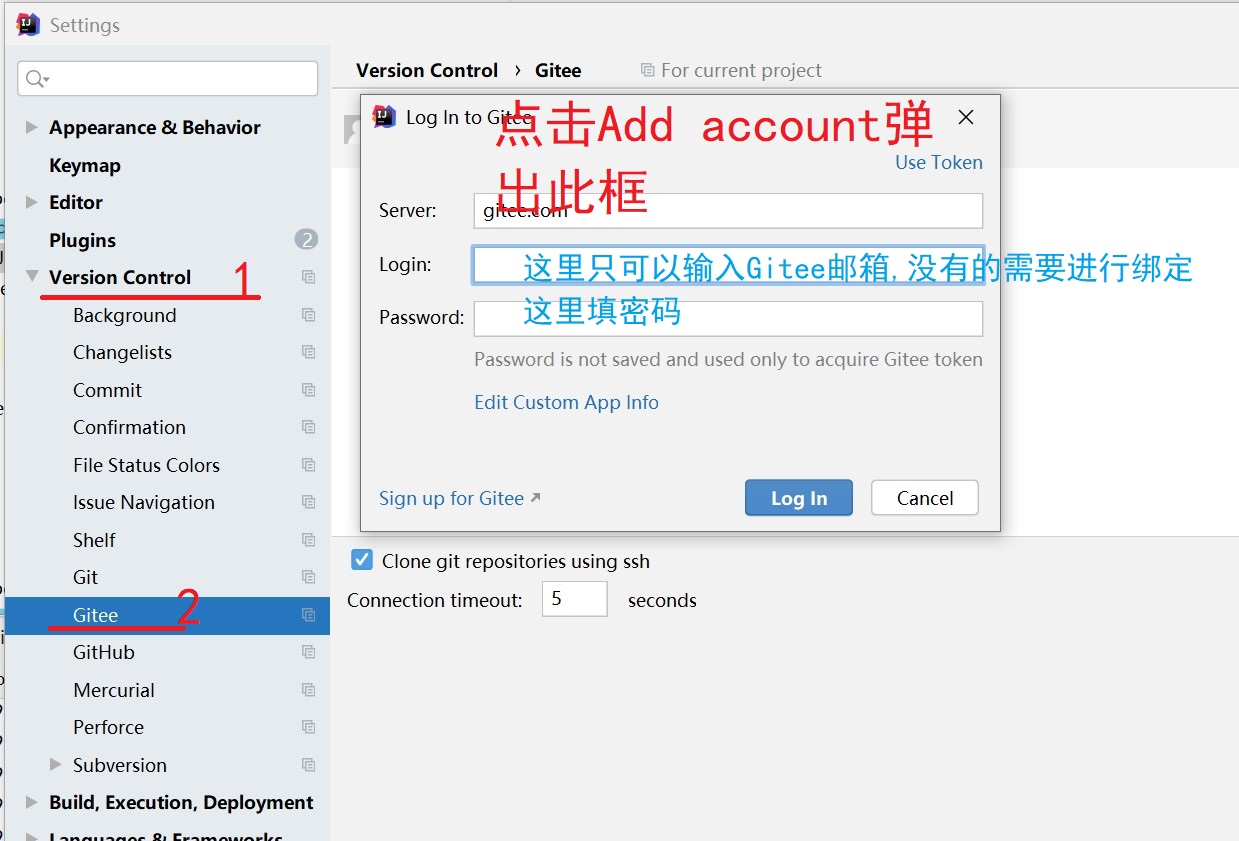 Settings
Version Control › Gitee For current project
Appearance & Behavior
Keymap
Editor
Plugins 2
Version Control 1
Background
Changelists
Commit
Confirmation
File Status Colors
Issue Navigation
Shelf
Git
Gitee 2
GitHub
Mercurial
Perforce
Subversion
Build, Execution, Deployment
Languages & Frameworks
Log In to Gitee
点击Add account弹
出此框
Use Token
Server: gitee.com
Login: 这里只可以输入Gitee邮箱,没有的需要进行绑定
Password: 这里填密码
Password is not saved and used only to acquire Gitee token
Edit Custom App Info
Sign up for Gitee Log In Cancel
Clone git repositories using ssh
Connection timeout: 5 seconds